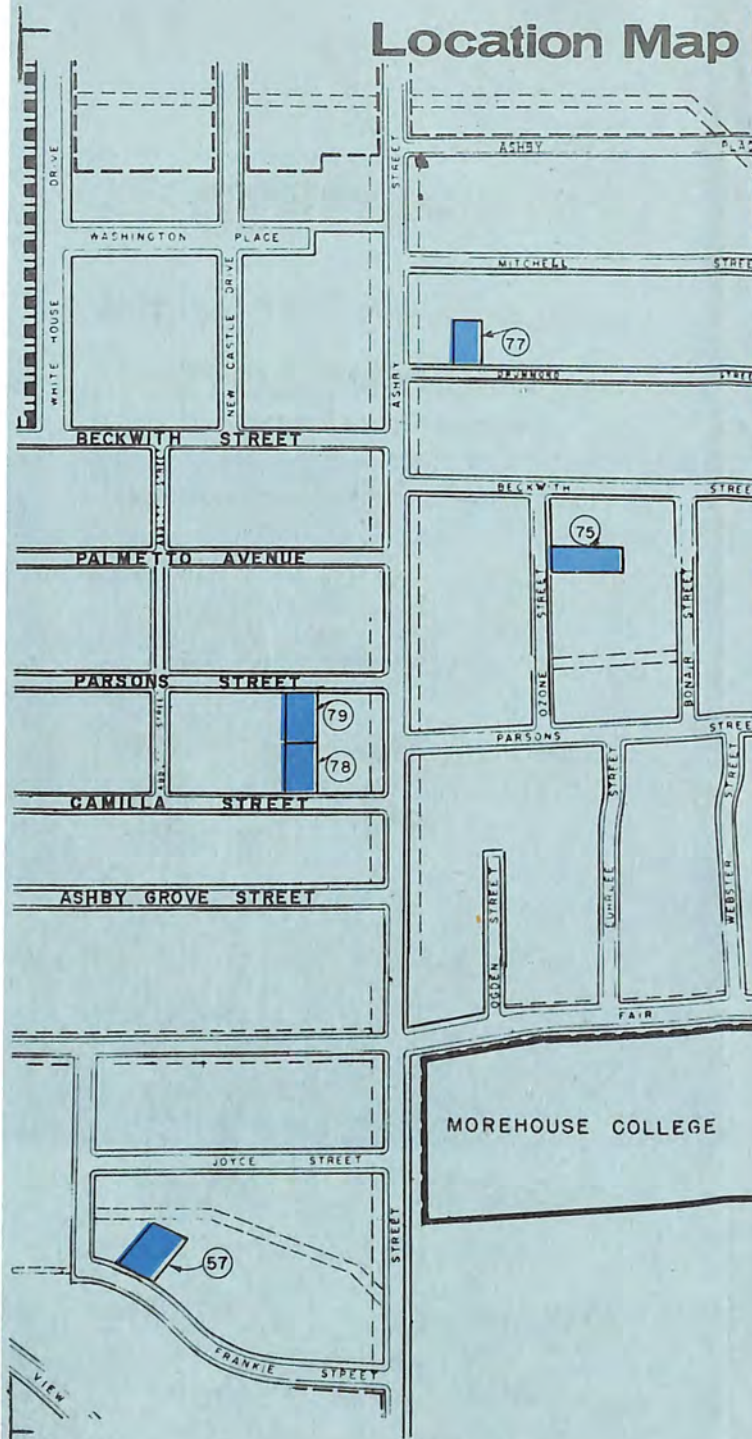 Location Map
DRIVE
STREET
ASHBY
WASHINGTON PLACE
MITCHELL
WHITE HOUSE
NEW CASTLE DRIVE
77
ASHBY
BECKWITH STREET
BECKWITH
75
PALMETTO AVENUE
OZONE STREET
BONAIR STREET
PARSONS STREET
79
PARSONS
78
CAMILLA STREET
STREET
STREET
ASHBY GROVE STREET
OGDEN STREET
WEBSTER
FAIR
MOREHOUSE COLLEGE
JOYCE STREET
STREET
57
FRANKIE STREET
VIEW